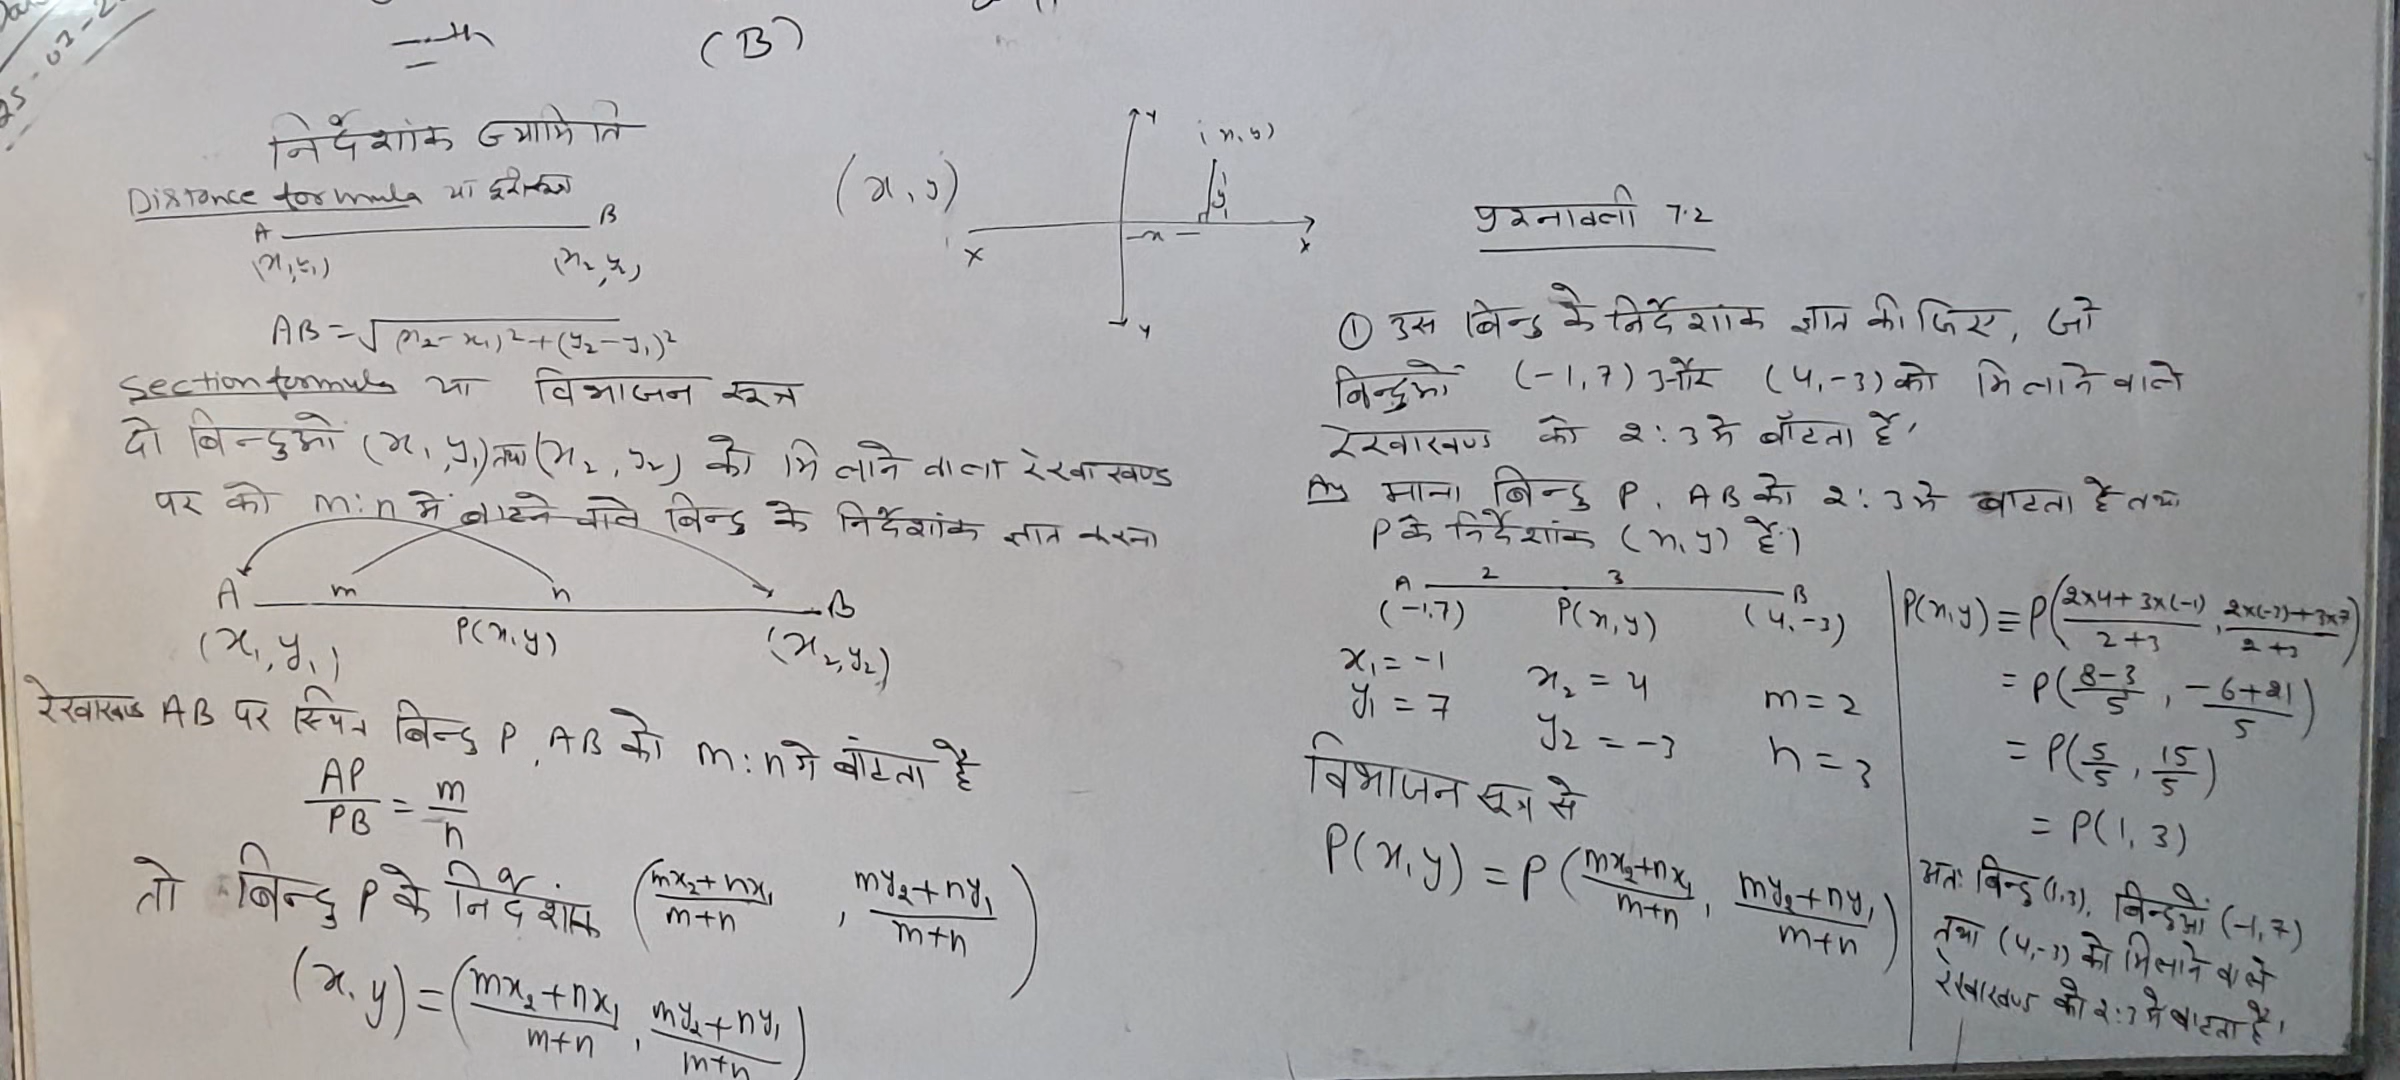 25-03-2
(B)
निर्देशांक ज्यामिति
Distance formula या दूरी सूत्र
A B
(x₁,y₁) (x₂,y₂)
AB=√(x₂-x₁)²+(y₂-y₁)²
Section formula या विभाजन सूत्र
दो बिन्दुओं (x₁,y₁) तथा (x₂,y₂) को मिलाने वाला रेखाखण्ड
पर को m:n में बाटने वाले बिन्दु के निर्देशांक ज्ञात करना
A m n B
(x₁,y₁) P(x,y) (x₂,y₂)
रेखाखण्ड AB पर स्थित बिन्दु P, AB को m:n मे बांटता है
AP/PB = m/n
तो बिन्दु P के निर्देशांक (mx₂+nx₁/m+n , my₂+ny₁/m+n)
(x,y)=(mx₂+nx₁/m+n , my₂+ny₁/m+n)
(x,y)
Y
(x,y)
y
X x X
Y
प्रश्नावली 7.2
① उस बिन्दु के निर्देशांक ज्ञात कीजिए, जो
बिन्दुओं (-1,7) और (4,-3) को मिलाने वाले
रेखाखण्ड को 2:3 मे बाँटता है।
माना बिन्दु P, AB को 2:3 मे बाटता है तथा
P के निर्देशांक (x,y) है।
A 2 3 B
(-1,7) P(x,y) (4,-3)
x₁=-1 x₂=4 m=2
y₁=7 y₂=-3 n=3
विभाजन सूत्र से
P(x,y)=P(mx₂+nx₁/m+n , my₂+ny₁/m+n)
P(x,y)=P(2x4+3x(-1)/2+3 , 2x(-3)+3x7/2+3)
=P(8-3/5 , -6+21/5)
=P(5/5 , 15/5)
=P(1,3)
अतः बिन्दु (1,3), बिन्दुओं (-1,7)
तथा (4,-3) को मिलाने वाले
रेखाखण्ड को 2:3 मे बाटता है।